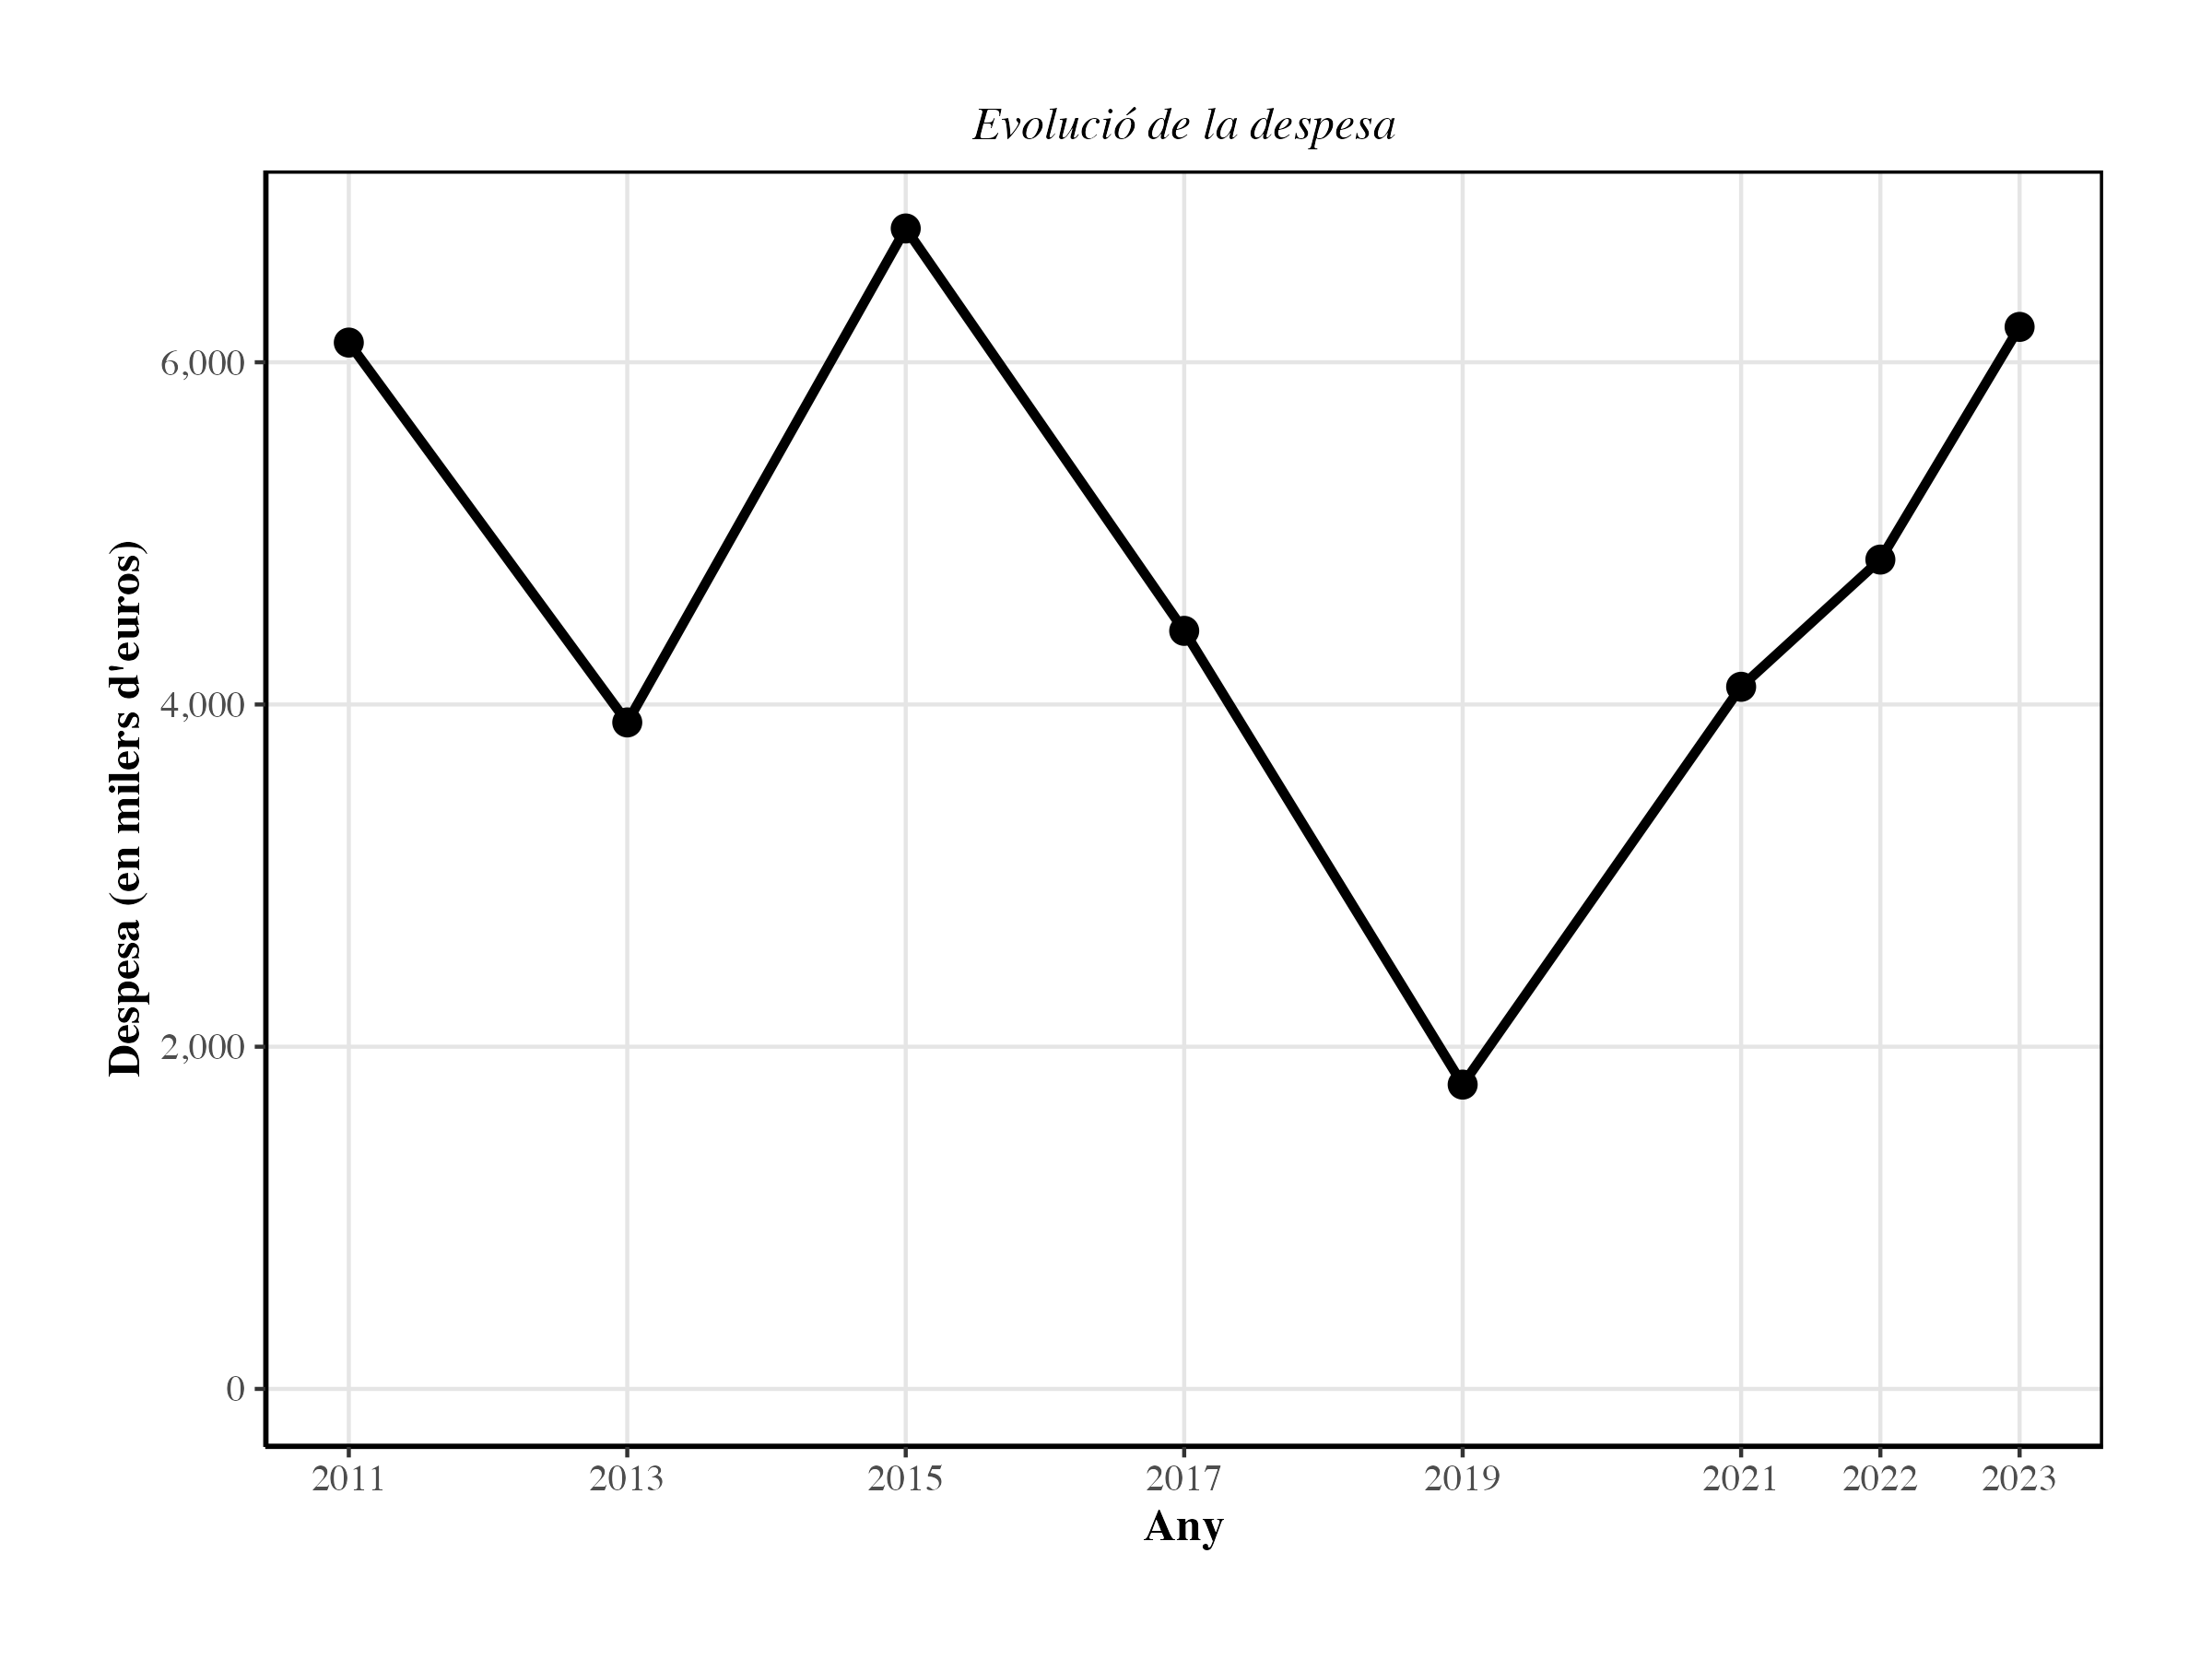 Evolució de la despesa
Despesa (en milers d'euros)
6,000
4,000
2,000
0
2011 2013 2015 2017 2019 2021 2022 2023
Any